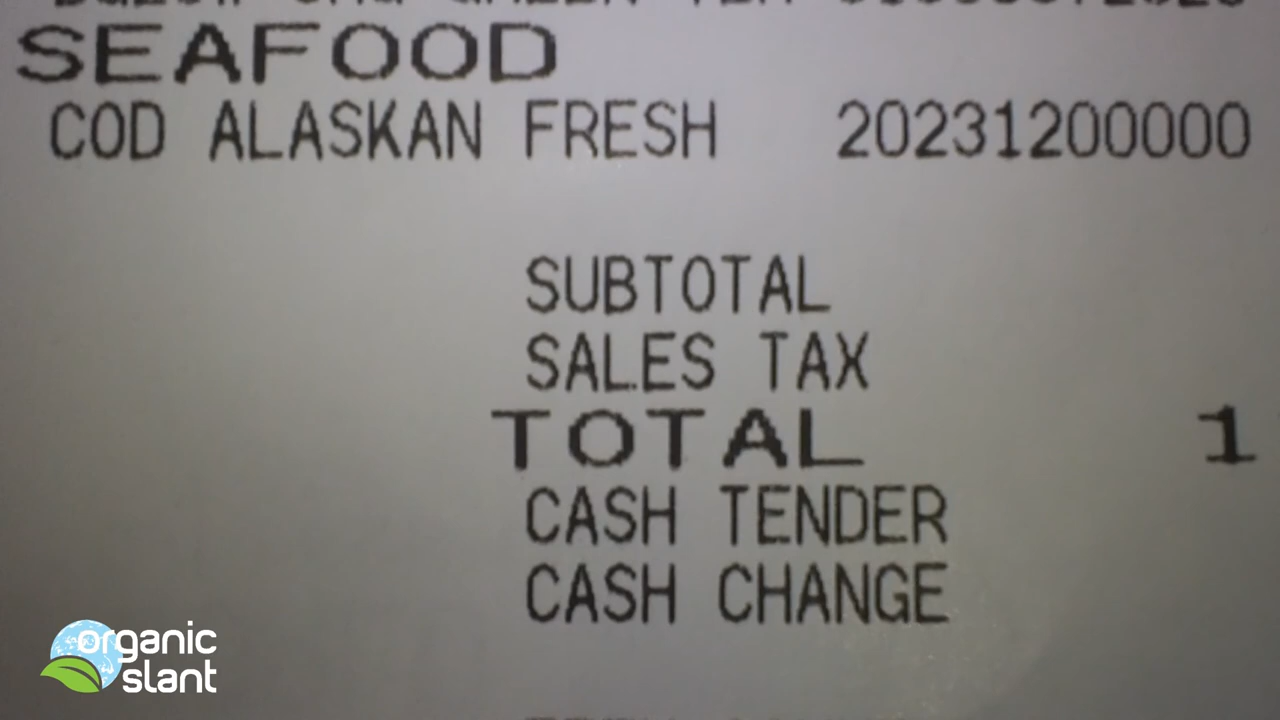 SEAFOOD
COD ALASKAN FRESH 20231200000
SUBTOTAL
SALES TAX
TOTAL 1
CASH TENDER
CASH CHANGE
organic
slant